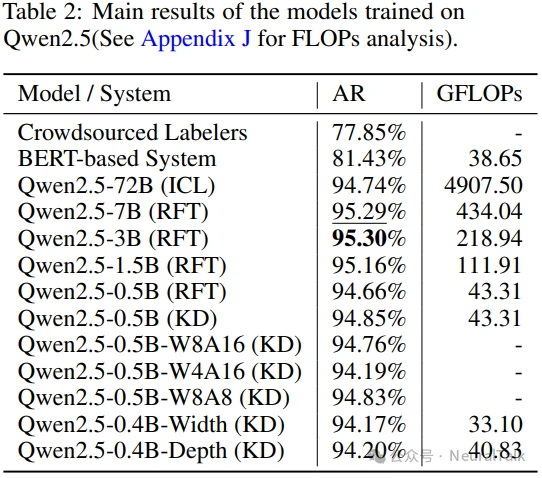 Table 2: Main results of the models trained on
Qwen2.5(See Appendix J for FLOPs analysis).
Model / System AR GFLOPs
Crowdsourced Labelers 77.85% -
BERT-based System 81.43% 38.65
Qwen2.5-72B (ICL) 94.74% 4907.50
Qwen2.5-7B (RFT) 95.29% 434.04
Qwen2.5-3B (RFT) 95.30% 218.94
Qwen2.5-1.5B (RFT) 95.16% 111.91
Qwen2.5-0.5B (RFT) 94.66% 43.31
Qwen2.5-0.5B (KD) 94.85% 43.31
Qwen2.5-0.5B-W8A16 (KD) 94.76% -
Qwen2.5-0.5B-W4A16 (KD) 94.19% -
Qwen2.5-0.5B-W8A8 (KD) 94.83% -
Qwen2.5-0.4B-Width (KD) 94.17% 33.10
Qwen2.5-0.4B-Depth (KD) 94.20% 40.83
公众号 · NeuralTalk